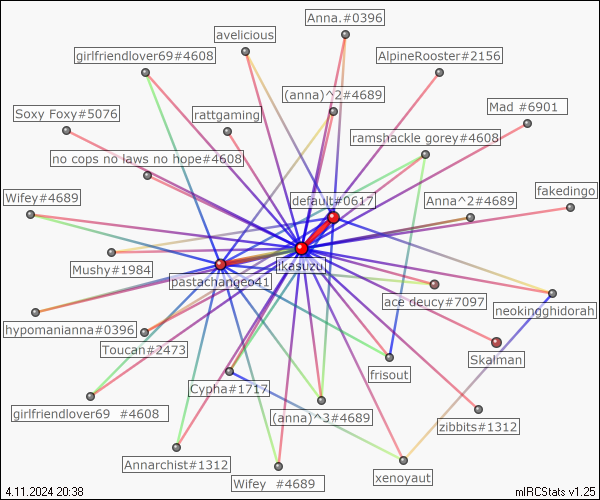 Anna.#0396
avelicious
girlfriendlover69#4608
AlpineRooster#2156
(anna)^2#4689
Mad #6901
Soxy Foxy#5076
rattgaming
ramshackle gorey#4608
no cops no laws no hope#4608
fakedingo
Wifey#4689
default#0617
Anna^2#4689
ikasuzu
Mushy#1984
pastachangeo41
ace deucy#7097
neokingghidorah
hypomanianna#0396
Toucan#2473
Skalman
frisout
Cypha#1717
girlfriendlover69 #4608
(anna)^3#4689
zibbits#1312
Annarchist#1312
Wifey #4689
xenoyaut
4.11.2024 20:38
mIRCStats v1.25